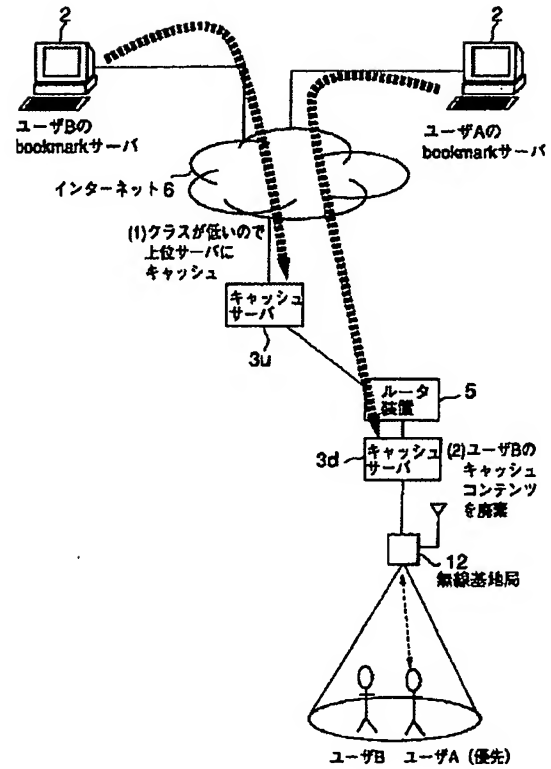 2
2
ユーザBの
bookmarkサーバ
ユーザAの
bookmarkサーバ
インターネット6
(1)クラスが低いので
上位サーバに
キャッシュ
キャッシュ
サーバ
3u
ルータ
装置
5
3d
キャッシュ
サーバ
(2)ユーザBの
キャッシュ
コンテンツ
を廃棄
12
無線基地局
ユーザB
ユーザA (優先)